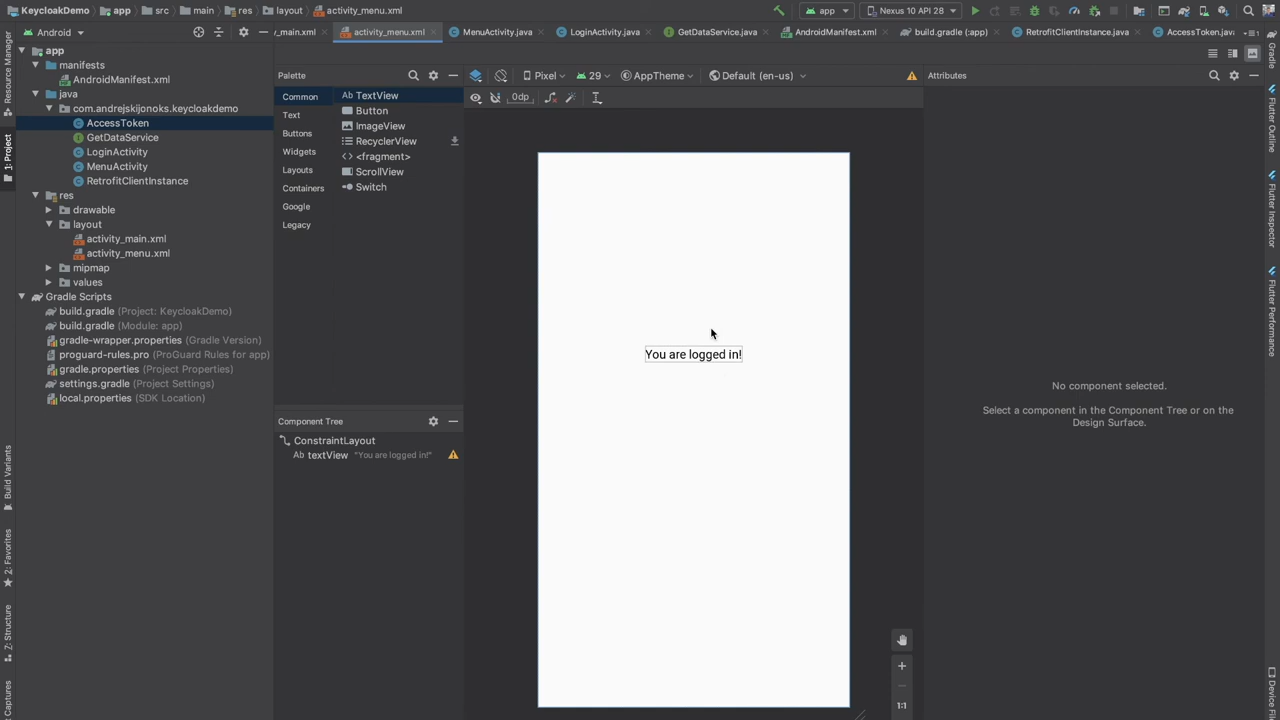 KeycloakDemo app src main res layout activity_menu.xml
app Nexus 10 API 28
Android
_main.xml activity_menu.xml MenuActivity.java LoginActivity.java GetDataService.java AndroidManifest.xml build.gradle (:app) RetrofitClientInstance.java AccessToken.java
Resource Manager
1: Project
Build Variants
2: Favorites
Z: Structure
Captures
app
manifests
AndroidManifest.xml
java
com.andrejskijonoks.keycloakdemo
AccessToken
GetDataService
LoginActivity
MenuActivity
RetrofitClientInstance
res
drawable
layout
activity_main.xml
activity_menu.xml
mipmap
values
Gradle Scripts
build.gradle (Project: KeycloakDemo)
build.gradle (Module: app)
gradle-wrapper.properties (Gradle Version)
proguard-rules.pro (ProGuard Rules for app)
gradle.properties (Project Properties)
settings.gradle (Project Settings)
local.properties (SDK Location)
Palette
Common
Text
Buttons
Widgets
Layouts
Containers
Google
Legacy
Ab TextView
Button
ImageView
RecyclerView
<> <fragment>
ScrollView
Switch
Component Tree
ConstraintLayout
Ab textView "You are logged in!"
Pixel 29 AppTheme Default (en-us)
0dp
You are logged in!
1:1
Attributes
No component selected.
Select a component in the Component Tree or on the
Design Surface.
Gradle
Flutter Outline
Flutter Inspector
Flutter Performance
Device Fil